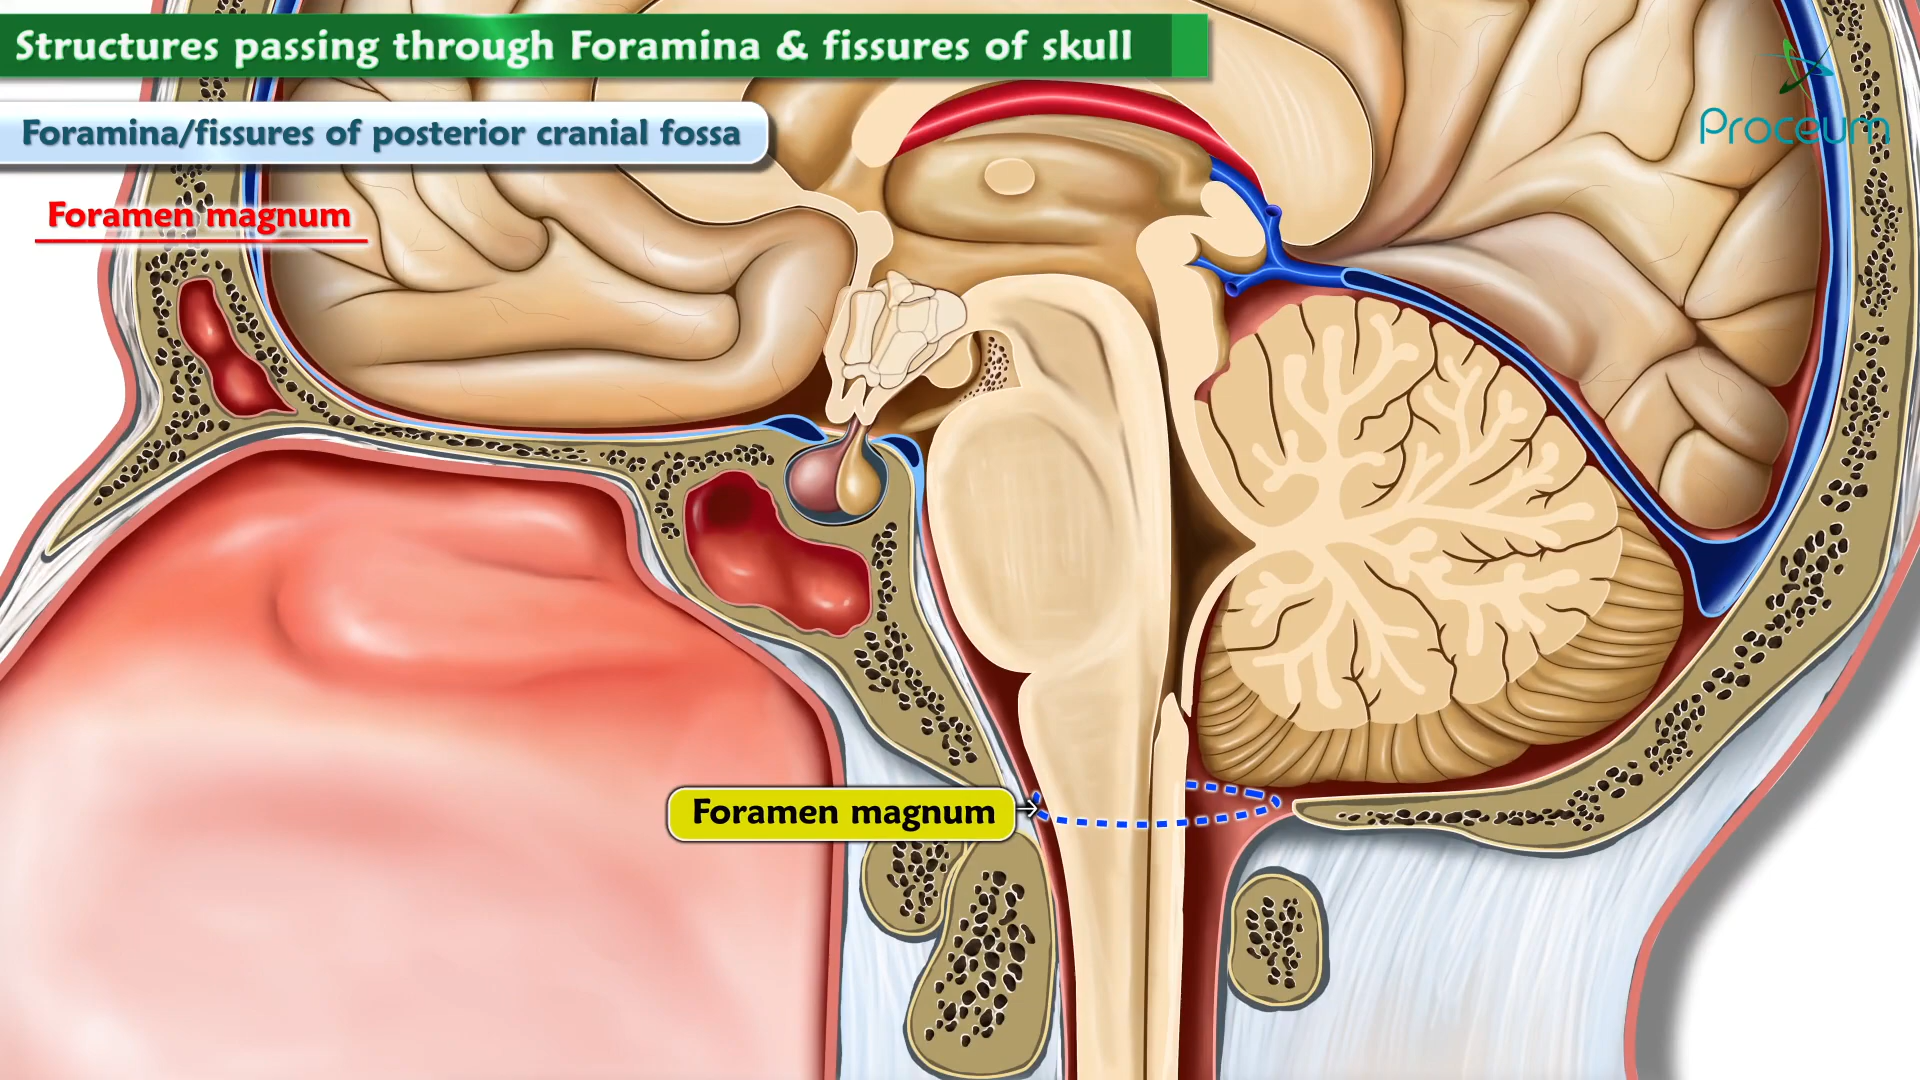 Structures passing through Foramina & fissures of skull
Foramina/fissures of posterior cranial fossa
Proceum
Foramen magnum
Foramen magnum